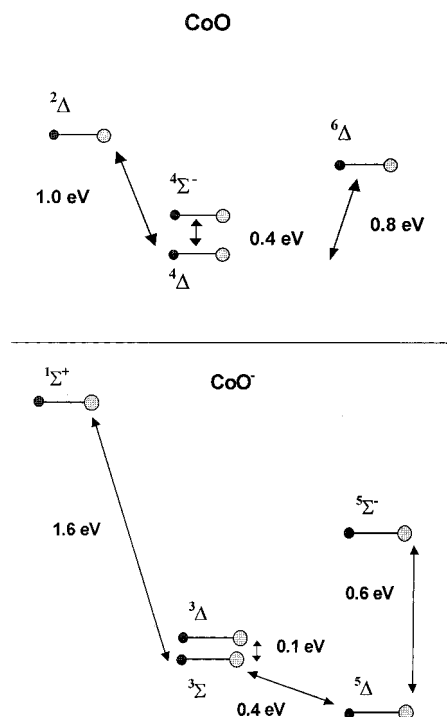 CoO
²Δ
⁶Δ
⁴Σ⁻
1.0 eV
0.4 eV
0.8 eV
⁴Δ
¹Σ⁺
CoO⁻
⁵Σ⁻
1.6 eV
0.6 eV
³Δ
0.1 eV
³Σ
⁵Δ
0.4 eV